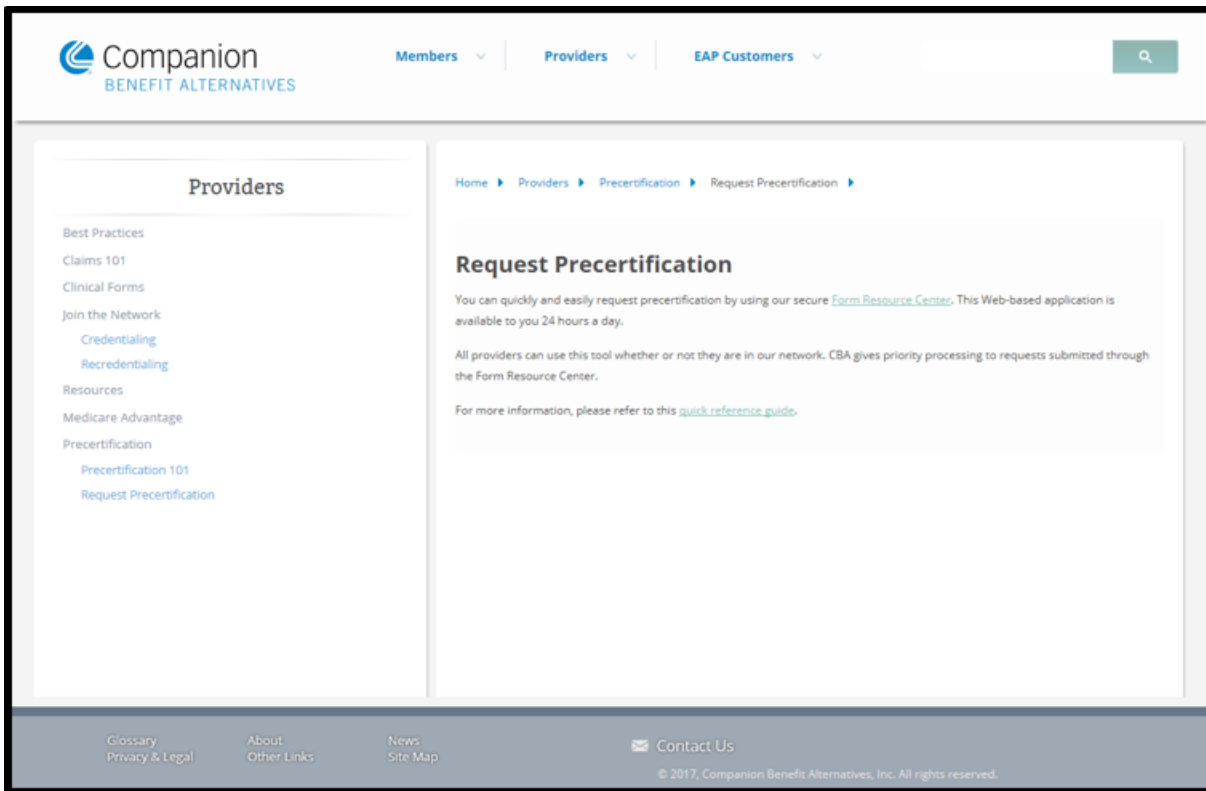 Companion
BENEFIT ALTERNATIVES
Members
Providers
EAP Customers
Providers
Best Practices
Claims 101
Clinical Forms
Join the Network
Credentialing
Recredentialing
Resources
Medicare Advantage
Precertification
Precertification 101
Request Precertification
Home Providers Precertification Request Precertification
Request Precertification
You can quickly and easily request precertification by using our secure Form Resource Center. This Web-based application is
available to you 24 hours a day.
All providers can use this tool whether or not they are in our network. CBA gives priority processing to requests submitted through
the Form Resource Center.
For more information, please refer to this quick reference guide.
Glossary About News
Privacy & Legal Other Links Site Map
Contact Us
© 2017, Companion Benefit Alternatives, Inc. All rights reserved.